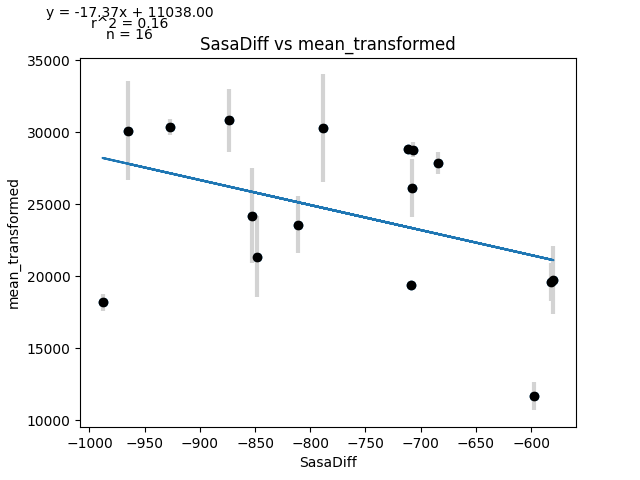 y = -17.37x + 11038.00
r^2 = 0.16
n = 16
SasaDiff vs mean_transformed
35000
30000
25000
20000
15000
10000
mean_transformed
−1000 −950 −900 −850 −800 −750 −700 −650 −600
SasaDiff